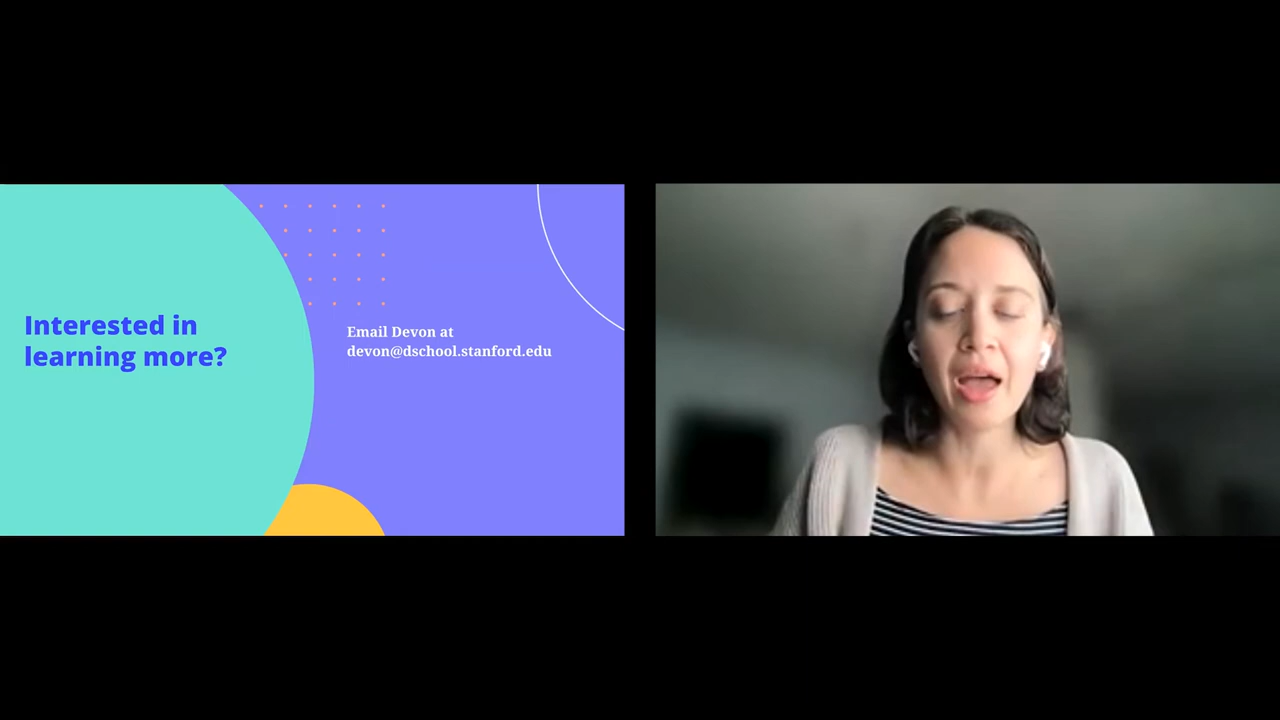 Interested in
learning more?
Email Devon at
devon@dschool.stanford.edu